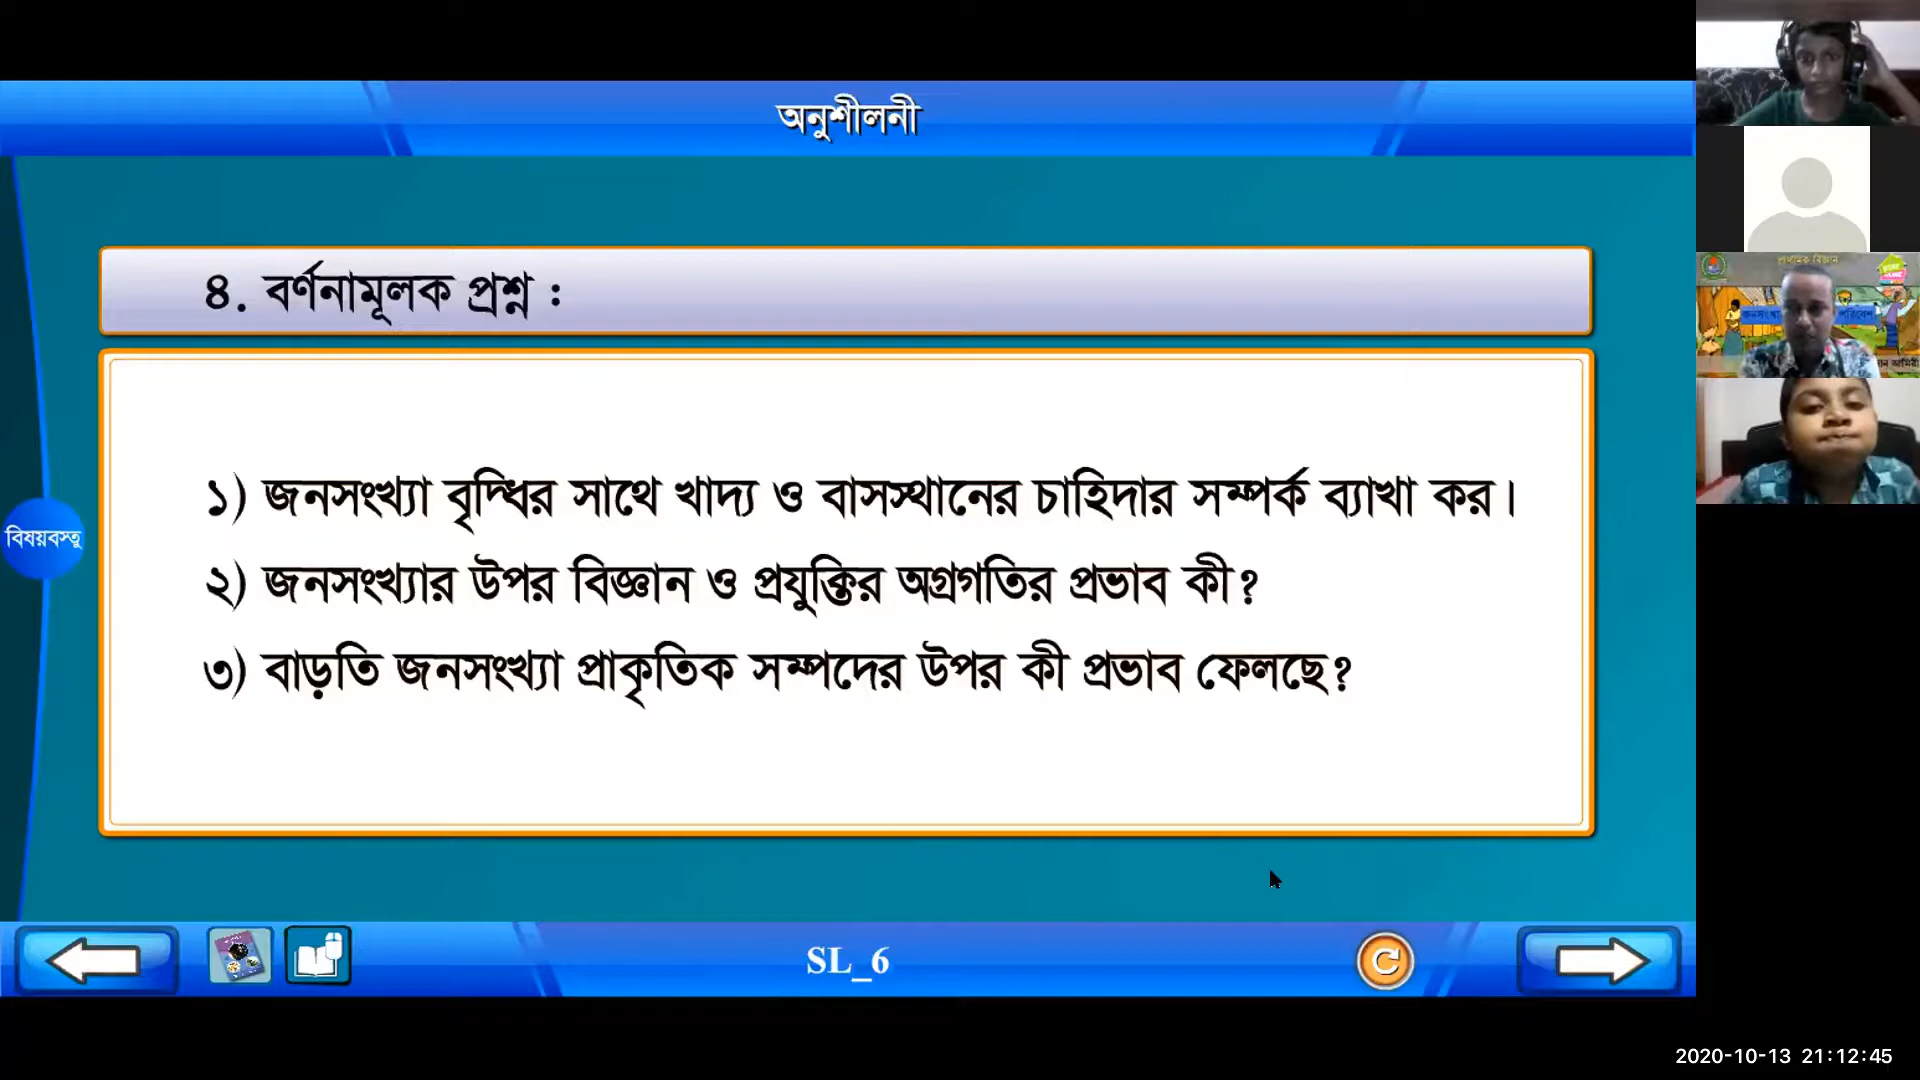 অনুশীলনী
৪. বর্ণনামূলক প্রশ্ন :
১) জনসংখ্যা বৃদ্ধির সাথে খাদ্য ও বাসস্থানের চাহিদার সম্পর্ক ব্যাখা কর।
২) জনসংখ্যার উপর বিজ্ঞান ও প্রযুক্তির অগ্রগতির প্রভাব কী?
৩) বাড়তি জনসংখ্যা প্রাকৃতিক সম্পদের উপর কী প্রভাব ফেলছে?
বিষয়বস্তু
SL_6
পরিবেশ
2020-10-13 21:12:45